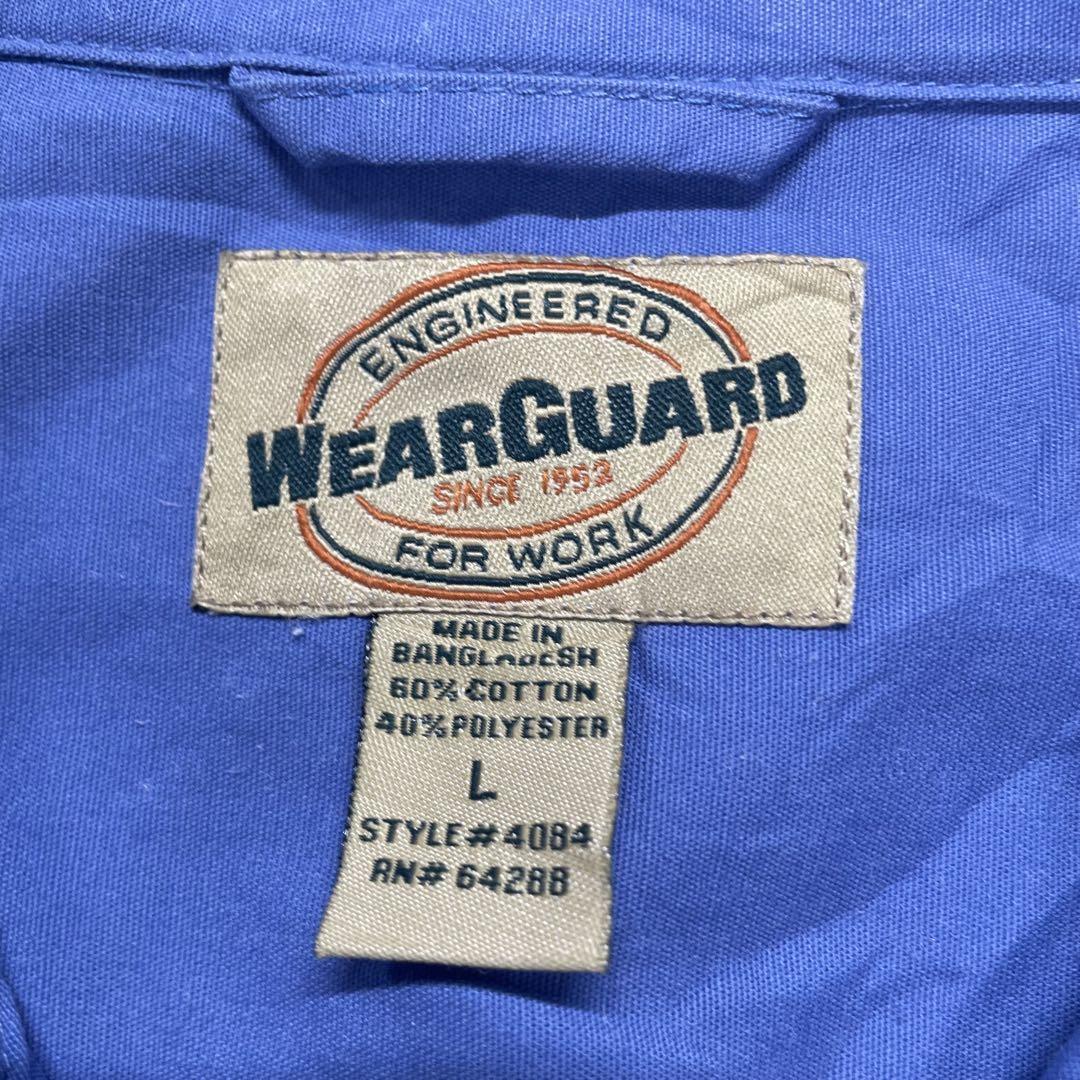 ENGINEERED
WEARGUARD
SINCE 1952
FOR WORK
MADE IN
BANGLADESH
60% COTTON
40% POLYESTER
L
STYLE# 4084
RN# 64288